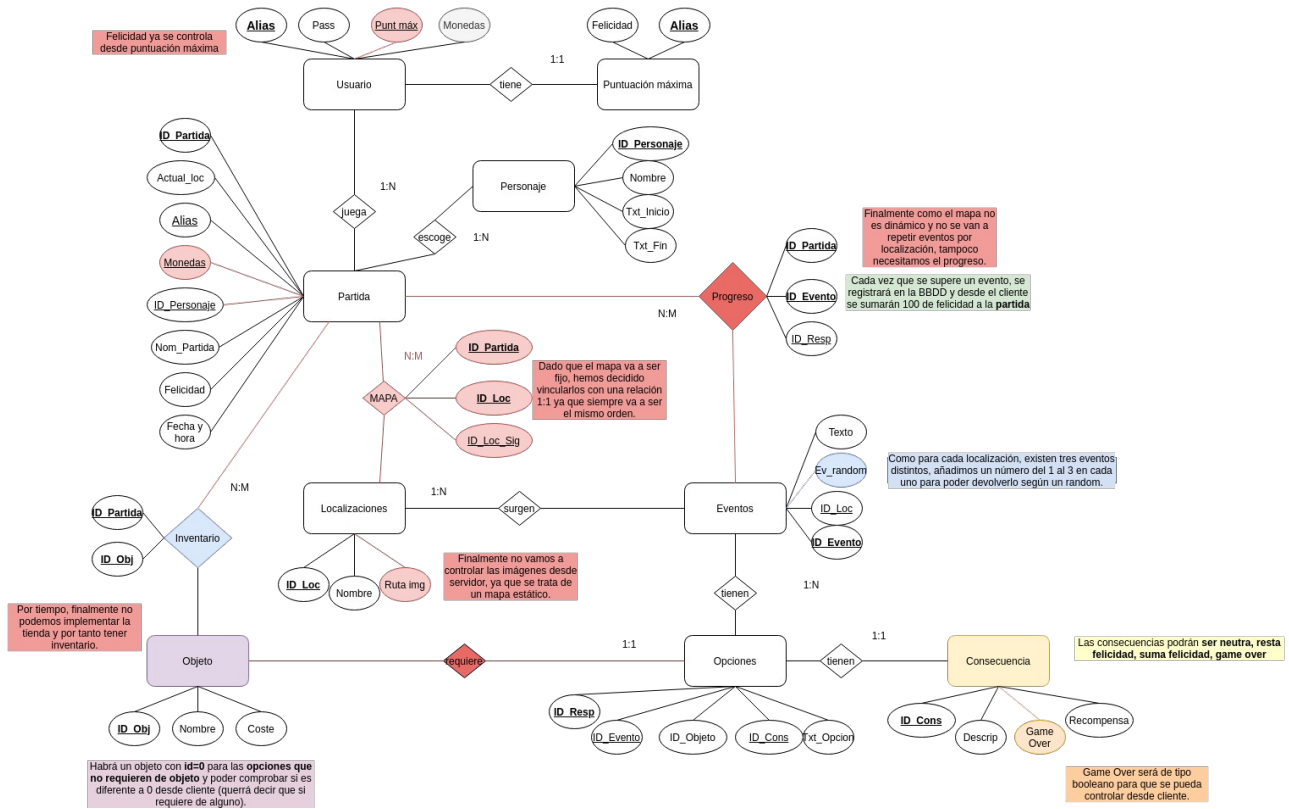 Alias
Pass
Punt máx
Monedas
Felicidad
Alias
Felicidad ya se controla
desde puntuación máxima
1:1
Usuario
tiene
Puntuación máxima
ID_Partida
Actual_loc
Alias
Monedas
ID_Personaje
Nom_Partida
Felicidad
Fecha y
hora
1:N
juega
Personaje
escoge
1:N
ID_Personaje
Nombre
Txt_Inicio
Txt_Fin
Partida
Progreso
N:M
ID_Partida
ID_Evento
ID_Resp
Finalmente como el mapa no
es dinámico y no se van a
repetir eventos por
localización, tampoco
necesitamos el progreso.
Cada vez que se supere un evento, se
registrará en la BBDD y desde el cliente
se sumarán 100 de felicidad a la partida
N:M
MAPA
ID_Partida
ID_Loc
ID_Loc_Sig
Dado que el mapa va a ser
fijo, hemos decidido
vincularlos con una relación
1:1 ya que siempre va a ser
el mismo orden.
Texto
Ev_random
ID_Loc
ID_Evento
Como para cada localización, existen tres eventos
distintos, añadimos un número del 1 al 3 en cada
uno para poder devolverlo según un random.
N:M
ID_Partida
ID_Obj
Inventario
Localizaciones
1:N
surgen
Eventos
ID_Loc
Nombre
Ruta img
Finalmente no vamos a
controlar las imágenes desde
servidor, ya que se trata de
un mapa estático.
tienen
1:N
Por tiempo, finalmente no
podemos implementar la
tienda y por tanto tener
inventario.
Objeto
requiere
1:1
Opciones
tienen
1:1
Consecuencia
Las consecuencias podrán ser neutra, resta
felicidad, suma felicidad, game over
ID_Obj
Nombre
Coste
ID_Resp
ID_Evento
ID_Objeto
ID_Cons
Txt_Opcion
ID_Cons
Descrip
Game
Over
Recompensa
Habrá un objeto con id=0 para las opciones que
no requieren de objeto y poder comprobar si es
diferente a 0 desde cliente (querrá decir que si
requiere de alguno).
Game Over será de tipo
booleano para que se pueda
controlar desde cliente.